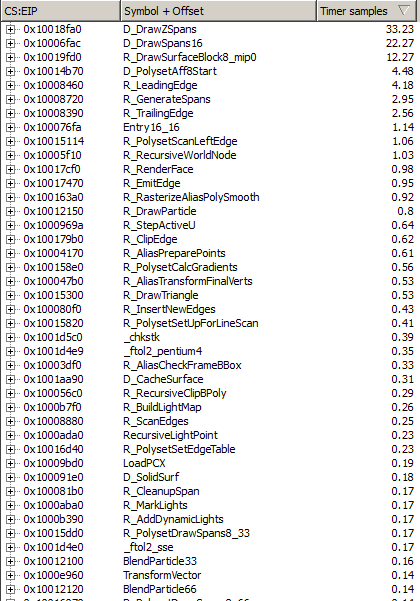 CS:EIP Symbol + Offset Timer samples
0x10018fa0 D_DrawZSpans 33.23
0x10006fac D_DrawSpans16 22.27
0x10019fd0 R_DrawSurfaceBlock8_mip0 12.27
0x10014b70 D_PolysetAff8Start 4.48
0x10008460 R_LeadingEdge 4.18
0x10008720 R_GenerateSpans 2.95
0x10008390 R_TrailingEdge 2.56
0x100076fa Entry16_16 1.14
0x10015114 R_PolysetScanLeftEdge 1.06
0x10005f10 R_RecursiveWorldNode 1.03
0x10017cf0 R_RenderFace 0.98
0x10017470 R_EmitEdge 0.95
0x100163a0 R_RasterizeAliasPolySmooth 0.92
0x10012150 R_DrawParticle 0.8
0x1000969a R_StepActiveU 0.64
0x100179b0 R_ClipEdge 0.62
0x10004170 R_AliasPreparePoints 0.61
0x100158e0 R_PolysetCalcGradients 0.56
0x100047b0 R_AliasTransformFinalVerts 0.53
0x10015300 R_DrawTriangle 0.53
0x100080f0 R_InsertNewEdges 0.43
0x10015820 R_PolysetSetUpForLineScan 0.41
0x1001d5c0 _chkstk 0.39
0x1001d4e9 _ftol2_pentium4 0.35
0x10003df0 R_AliasCheckFrameBBox 0.33
0x1001aa90 D_CacheSurface 0.31
0x100056c0 R_RecursiveClipBPoly 0.29
0x1000b7f0 R_BuildLightMap 0.26
0x10008880 R_ScanEdges 0.25
0x1000ada0 RecursiveLightPoint 0.23
0x10016d40 R_PolysetSetEdgeTable 0.23
0x10009bd0 LoadPCX 0.19
0x100091e0 D_SolidSurf 0.18
0x100081b0 R_CleanupSpan 0.17
0x1000aba0 R_MarkLights 0.17
0x1000b390 R_AddDynamicLights 0.17
0x10015dd0 R_PolysetDrawSpans8_33 0.17
0x1001d4e0 _ftol2_sse 0.17
0x10012100 BlendParticle33 0.16
0x1000e960 TransformVector 0.14
0x10012120 BlendParticle66 0.14